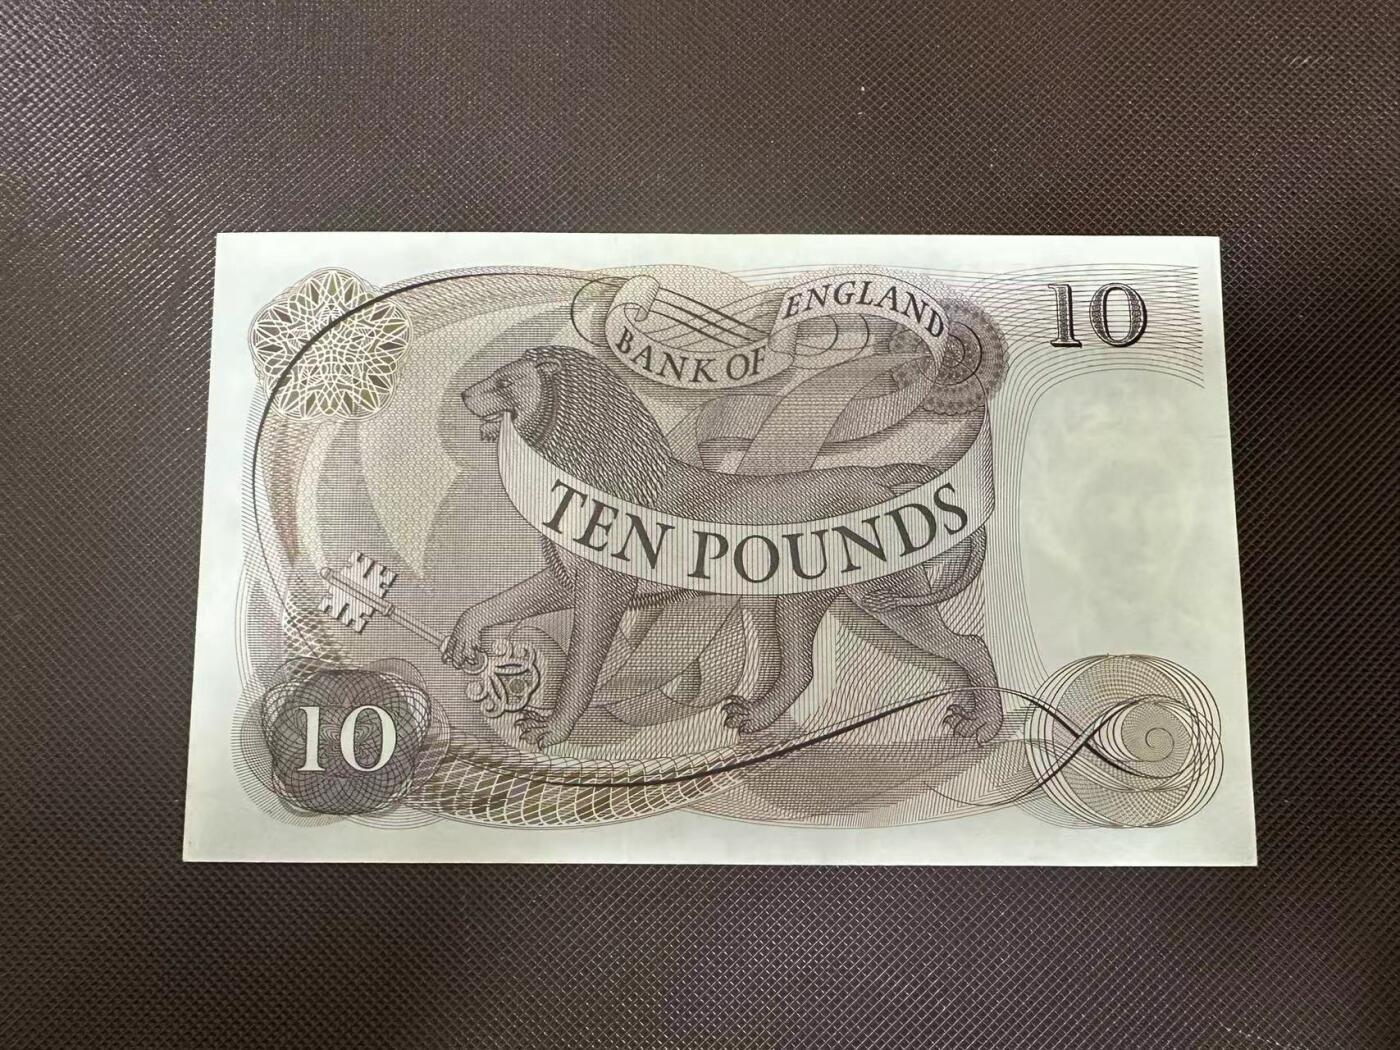 BANK OF ENGLAND
10
TEN POUNDS
10